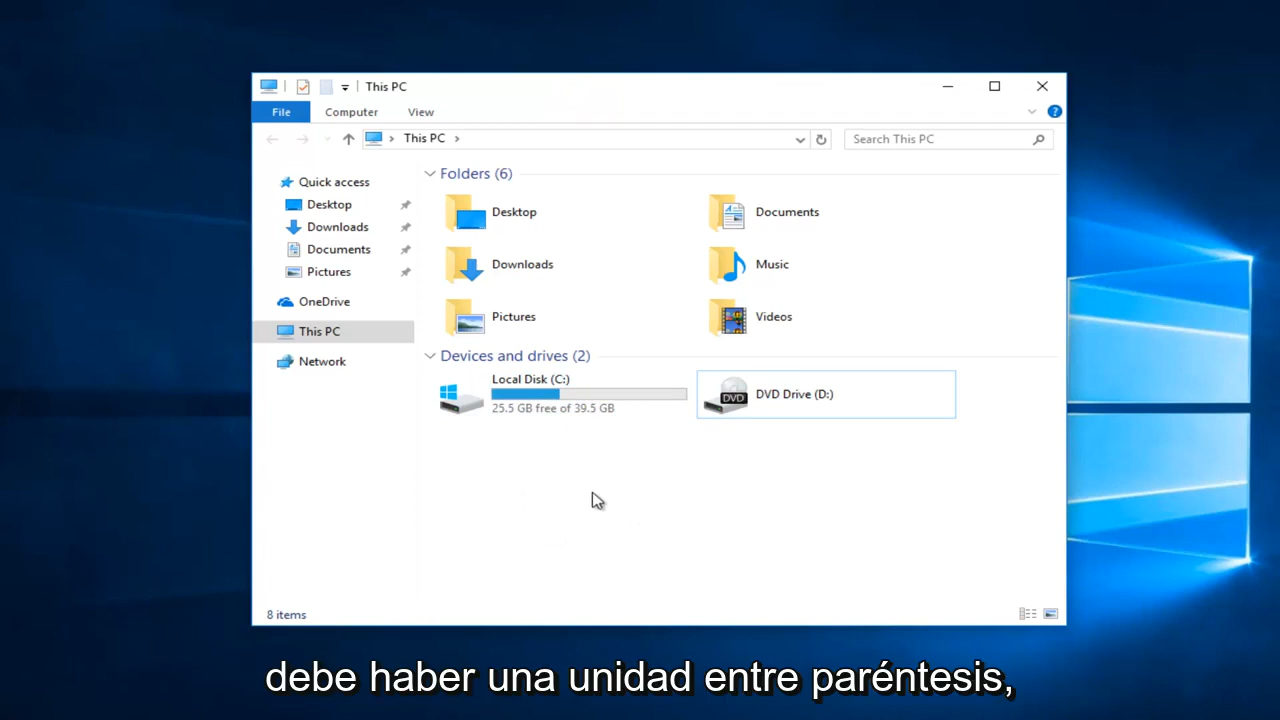 This PC
File
Computer
View
?
This PC
Search This PC
Quick access
Desktop
Downloads
Documents
Pictures
OneDrive
This PC
Network
Folders (6)
Desktop
Documents
Downloads
Music
Pictures
Videos
Devices and drives (2)
Local Disk (C:)
25.5 GB free of 39.5 GB
DVD
DVD Drive (D:)
8 items
debe haber una unidad entre paréntesis,